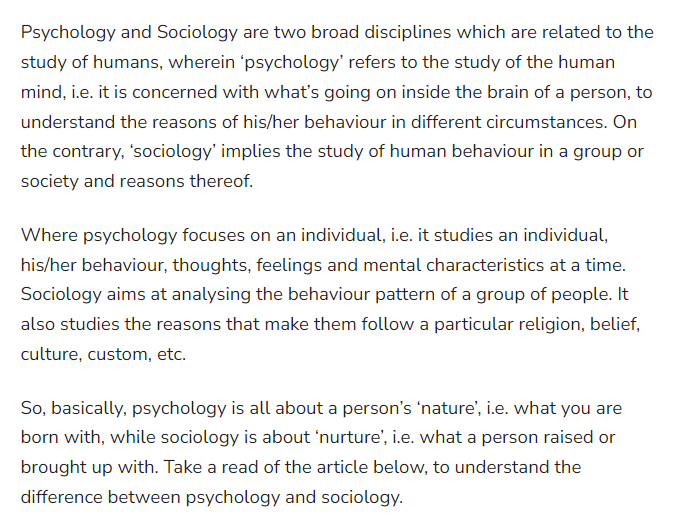 Psychology and Sociology are two broad disciplines which are related to the
study of humans, wherein ‘psychology’ refers to the study of the human
mind, i.e. it is concerned with what’s going on inside the brain of a person, to
understand the reasons of his/her behaviour in different circumstances. On
the contrary, ‘sociology’ implies the study of human behaviour in a group or
society and reasons thereof.
Where psychology focuses on an individual, i.e. it studies an individual,
his/her behaviour, thoughts, feelings and mental characteristics at a time.
Sociology aims at analysing the behaviour pattern of a group of people. It
also studies the reasons that make them follow a particular religion, belief,
culture, custom, etc.
So, basically, psychology is all about a person’s ‘nature’, i.e. what you are
born with, while sociology is about ‘nurture’, i.e. what a person raised or
brought up with. Take a read of the article below, to understand the
difference between psychology and sociology.